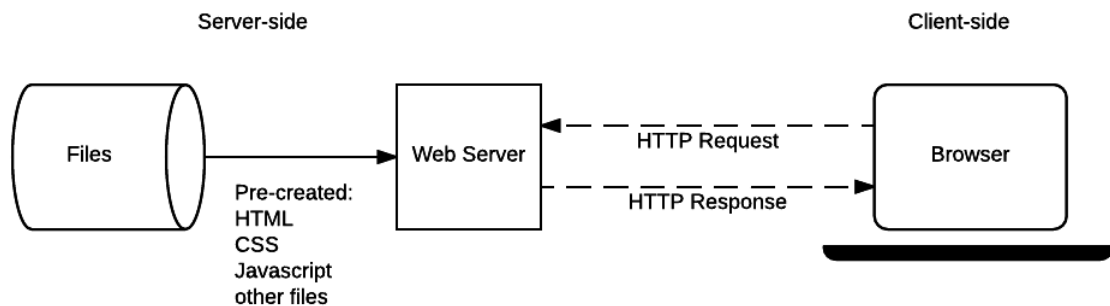 Server-side
Client-side
Files
Web Server
HTTP Request
Browser
HTTP Response
Pre-created:
HTML
CSS
Javascript
other files